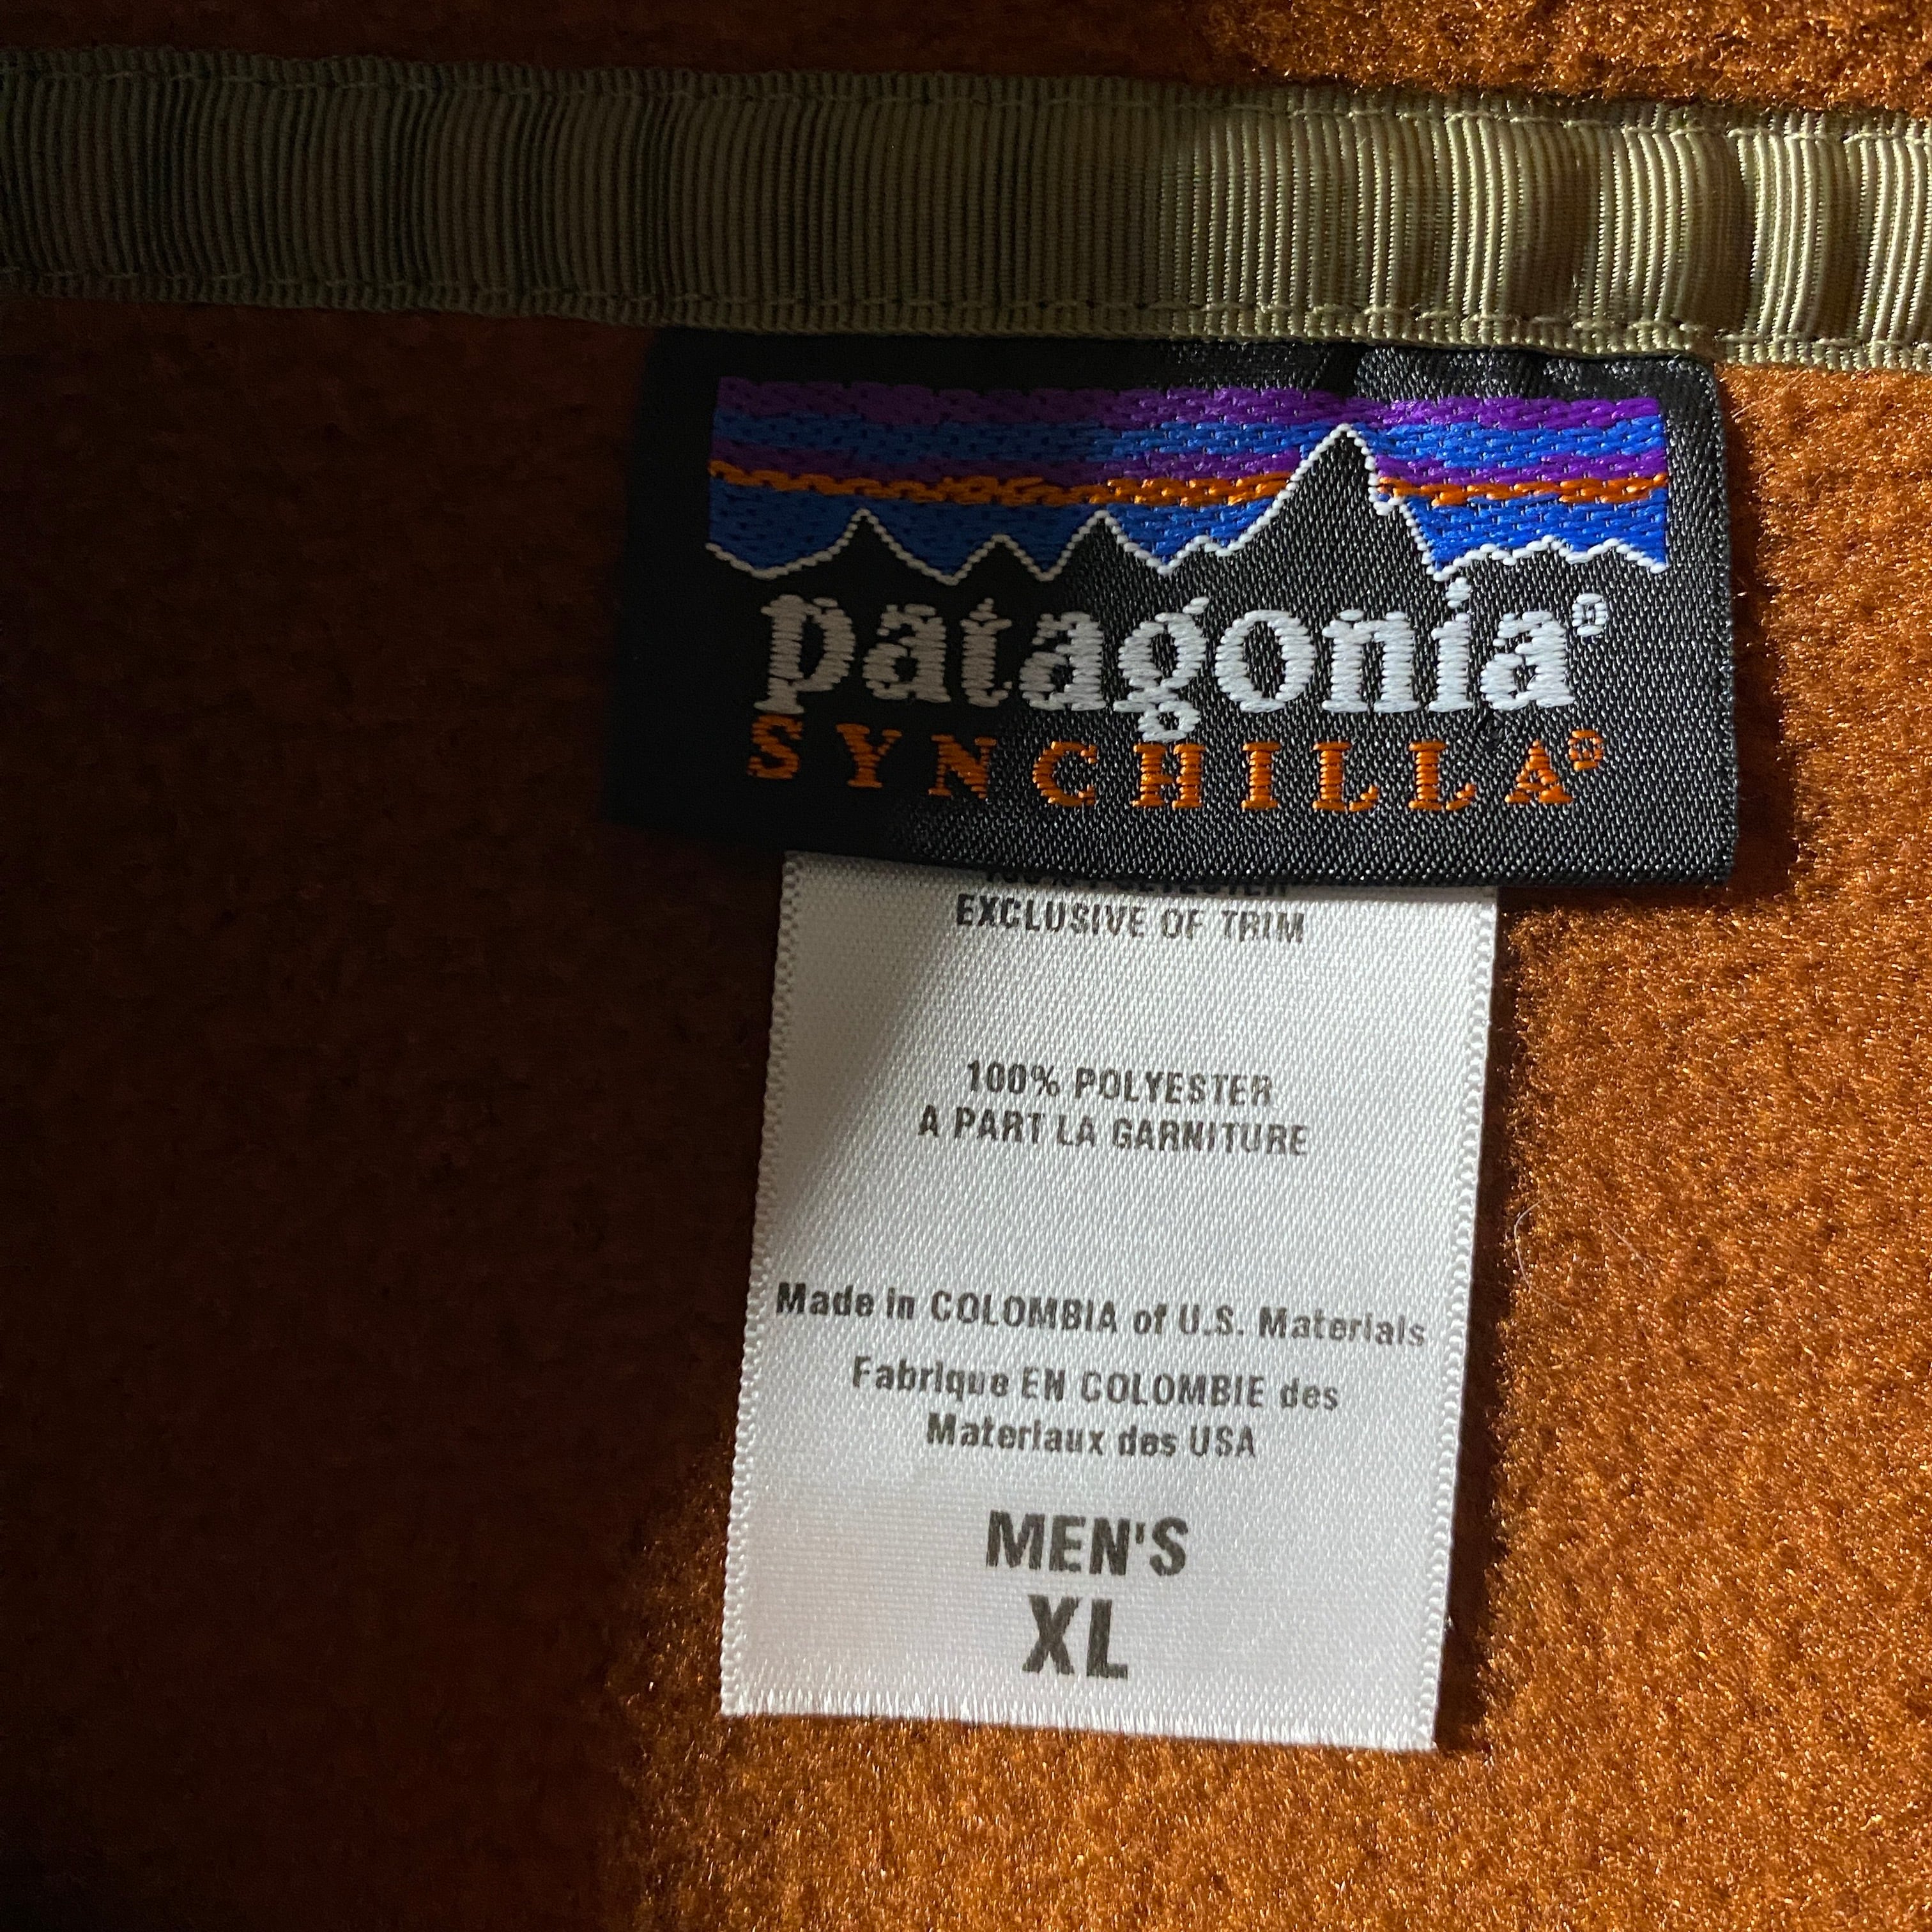 patagonia®
SYNCHILLA®
EXCLUSIVE OF TRIM
100% POLYESTER
A PART LA GARNITURE
Made in COLOMBIA of U.S. Materials
Fabrique EN COLOMBIE des
Materiaux des USA
MEN'S
XL